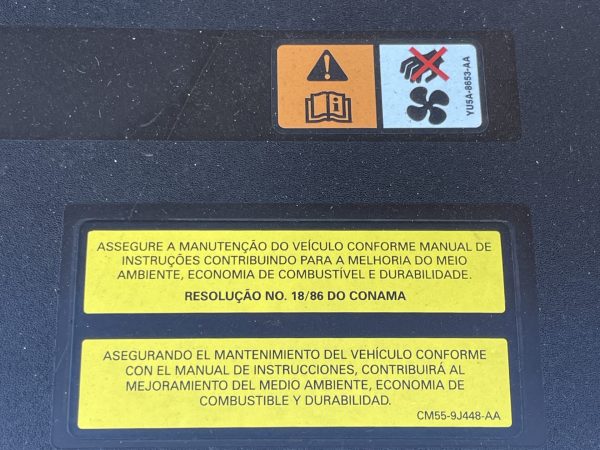 YU5A-8653-AA
ASSEGURE A MANUTENÇÃO DO VEÍCULO CONFORME MANUAL DE
INSTRUÇÕES CONTRIBUINDO PARA A MELHORIA DO MEIO
AMBIENTE, ECONOMIA DE COMBUSTÍVEL E DURABILIDADE.
RESOLUÇÃO NO. 18/86 DO CONAMA
ASEGURANDO EL MANTENIMIENTO DEL VEHÍCULO CONFORME
CON EL MANUAL DE INSTRUCCIONES, CONTRIBUIRÁ AL
MEJORAMIENTO DEL MEDIO AMBIENTE, ECONOMIA DE
COMBUSTIBLE Y DURABILIDAD.
CM55-9J448-AA